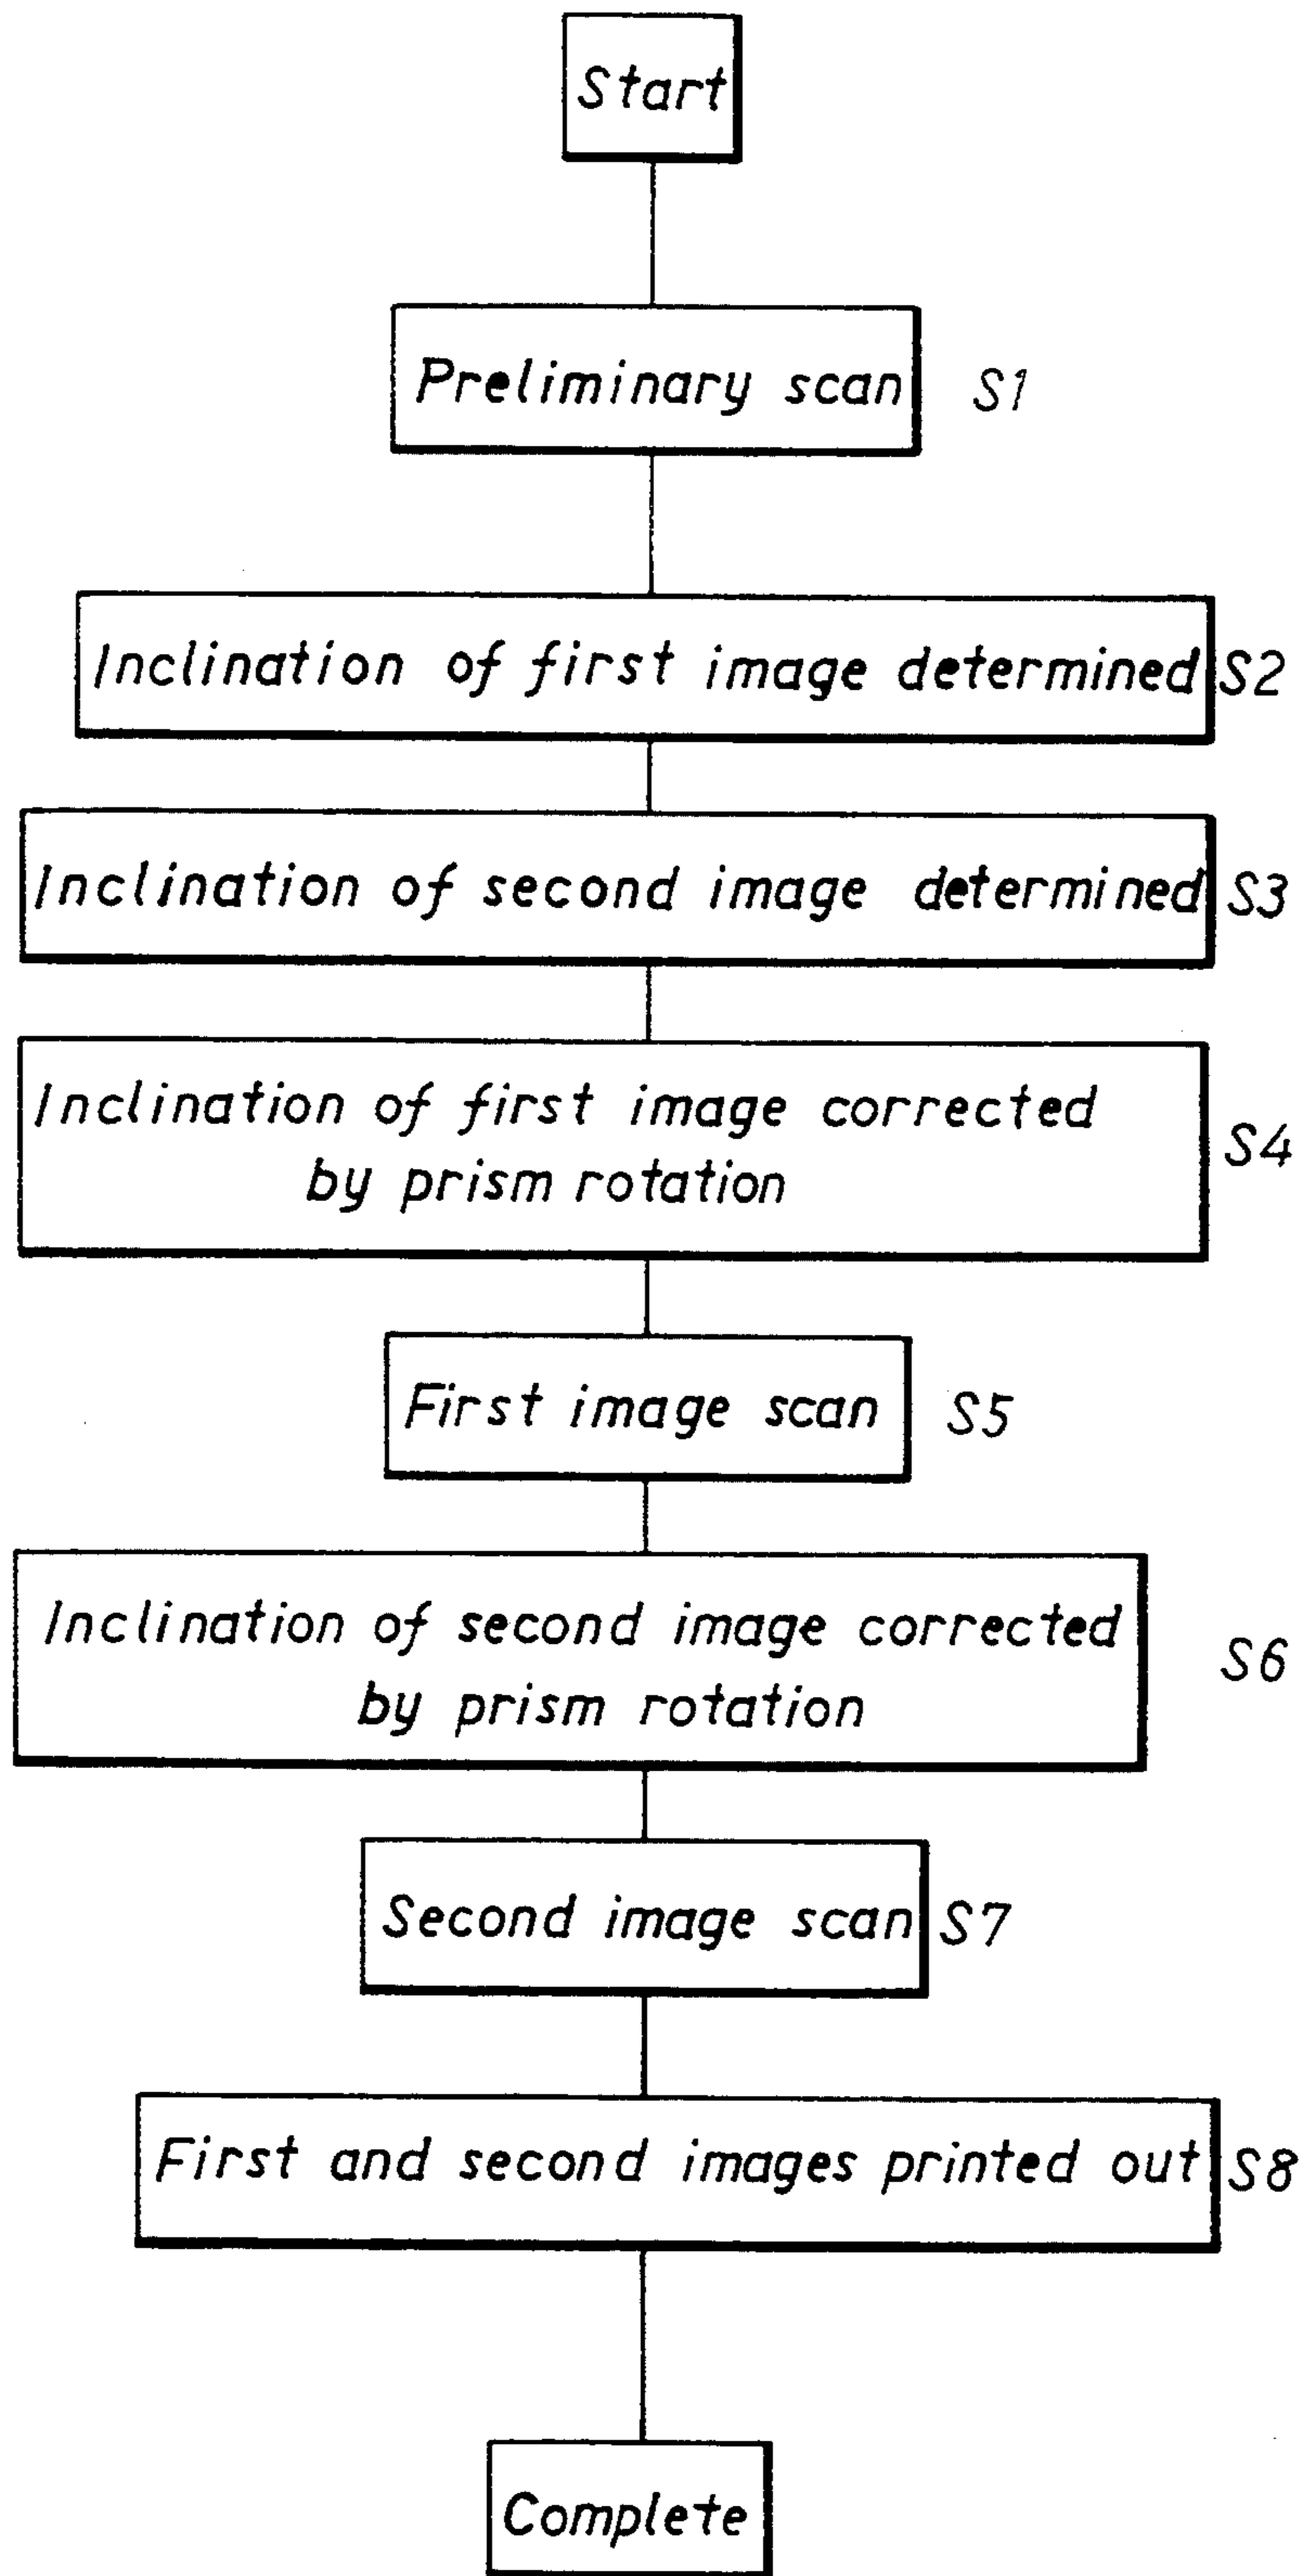 Start
Preliminary scan S1
Inclination of first image determined S2
Inclination of second image determined S3
Inclination of first image corrected
by prism rotation
S4
First image scan S5
Inclination of second image corrected
by prism rotation
S6
Second image scan S7
First and second images printed out S8
Complete